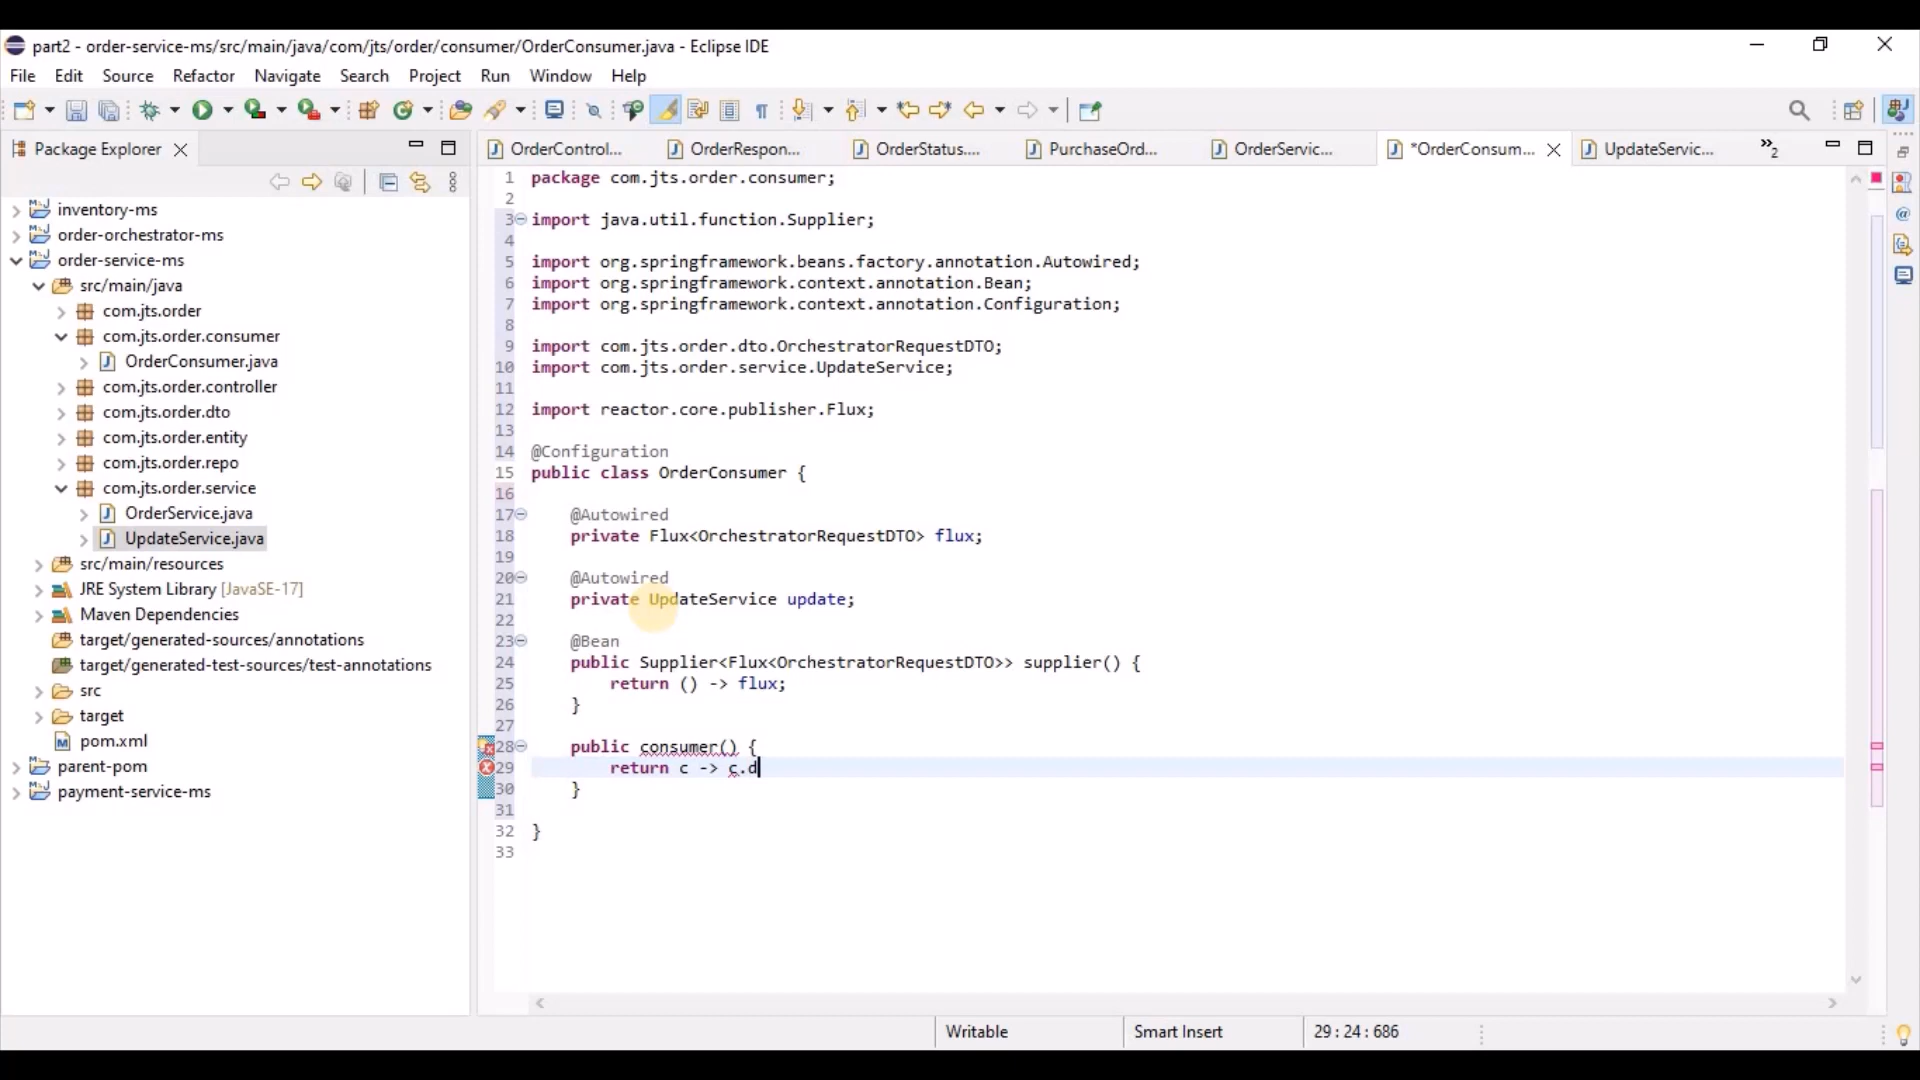 part2 - order-service-ms/src/main/java/com/jts/order/consumer/OrderConsumer.java - Eclipse IDE
File Edit Source Refactor Navigate Search Project Run Window Help
Package Explorer
OrderControl... OrderRespon... OrderStatus.... PurchaseOrd... OrderServic... *OrderConsum... UpdateServic... »2
inventory-ms
order-orchestrator-ms
order-service-ms
src/main/java
com.jts.order
com.jts.order.consumer
OrderConsumer.java
com.jts.order.controller
com.jts.order.dto
com.jts.order.entity
com.jts.order.repo
com.jts.order.service
OrderService.java
UpdateService.java
src/main/resources
JRE System Library [JavaSE-17]
Maven Dependencies
target/generated-sources/annotations
target/generated-test-sources/test-annotations
src
target
pom.xml
parent-pom
payment-service-ms
1 package com.jts.order.consumer;
2
3 import java.util.function.Supplier;
4
5 import org.springframework.beans.factory.annotation.Autowired;
6 import org.springframework.context.annotation.Bean;
7 import org.springframework.context.annotation.Configuration;
8
9 import com.jts.order.dto.OrchestratorRequestDTO;
10 import com.jts.order.service.UpdateService;
11
12 import reactor.core.publisher.Flux;
13
14 @Configuration
15 public class OrderConsumer {
16
17 @Autowired
18 private Flux<OrchestratorRequestDTO> flux;
19
20 @Autowired
21 private UpdateService update;
22
23 @Bean
24 public Supplier<Flux<OrchestratorRequestDTO>> supplier() {
25 return () -> flux;
26 }
27
28 public consumer() {
29 return c -> c.d
30 }
31
32 }
33
Writable Smart Insert 29 : 24 : 686